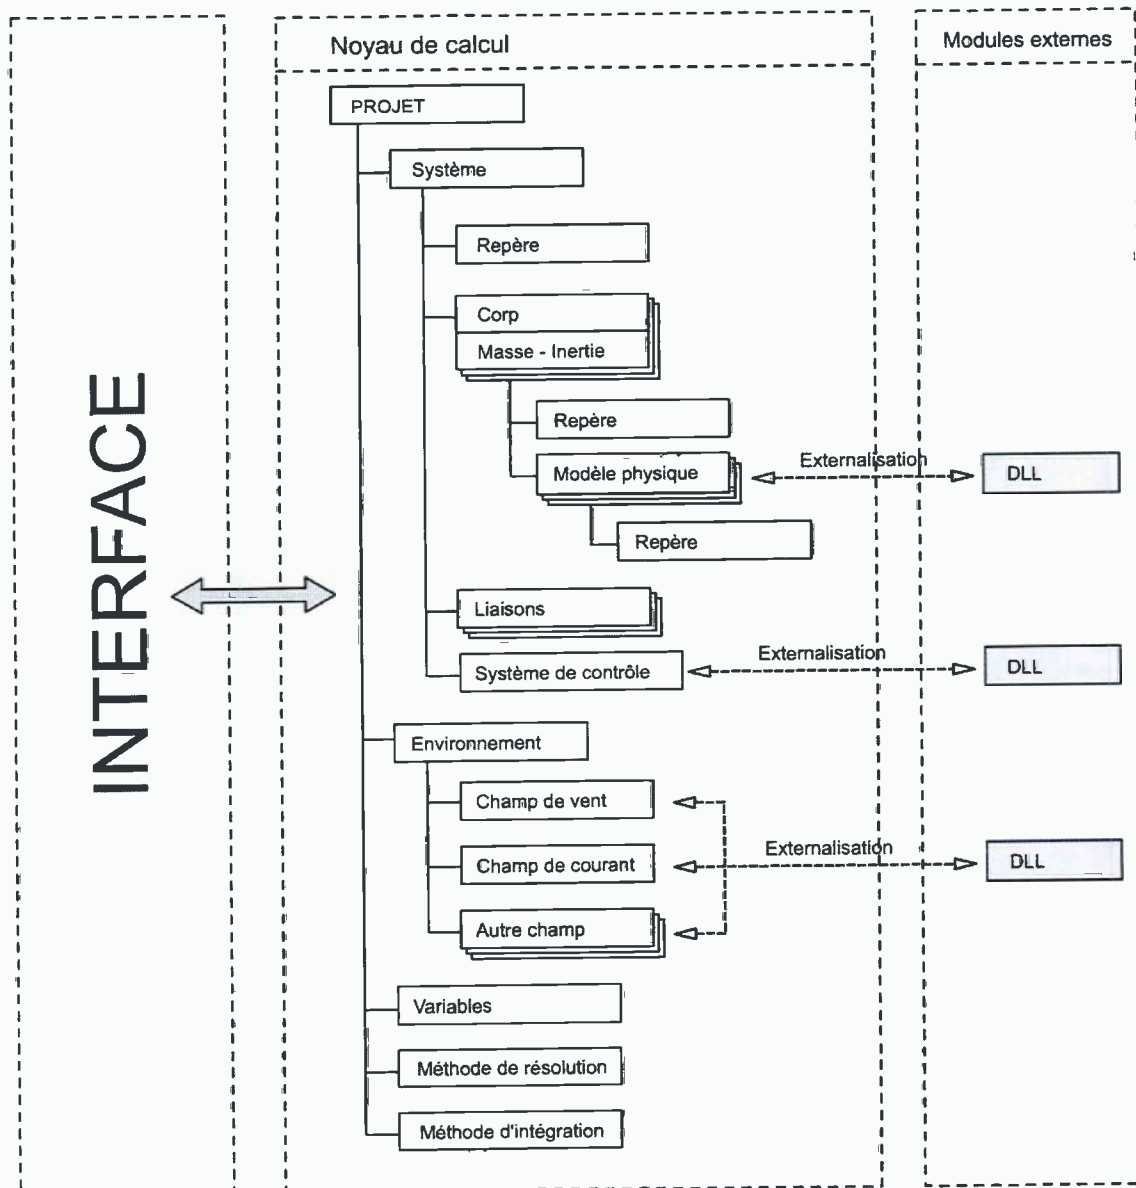 Noyau de calcul
Modules externes
PROJET
Système
Repère
Corp
Masse - Inertie
Repère
Modèle physique
Externalisation
DLL
Repère
INTERFACE
Liaisons
Système de contrôle
Externalisation
DLL
Environnement
Champ de vent
Champ de courant
Externalisation
DLL
Autre champ
Variables
Méthode de résolution
Méthode d'intégration